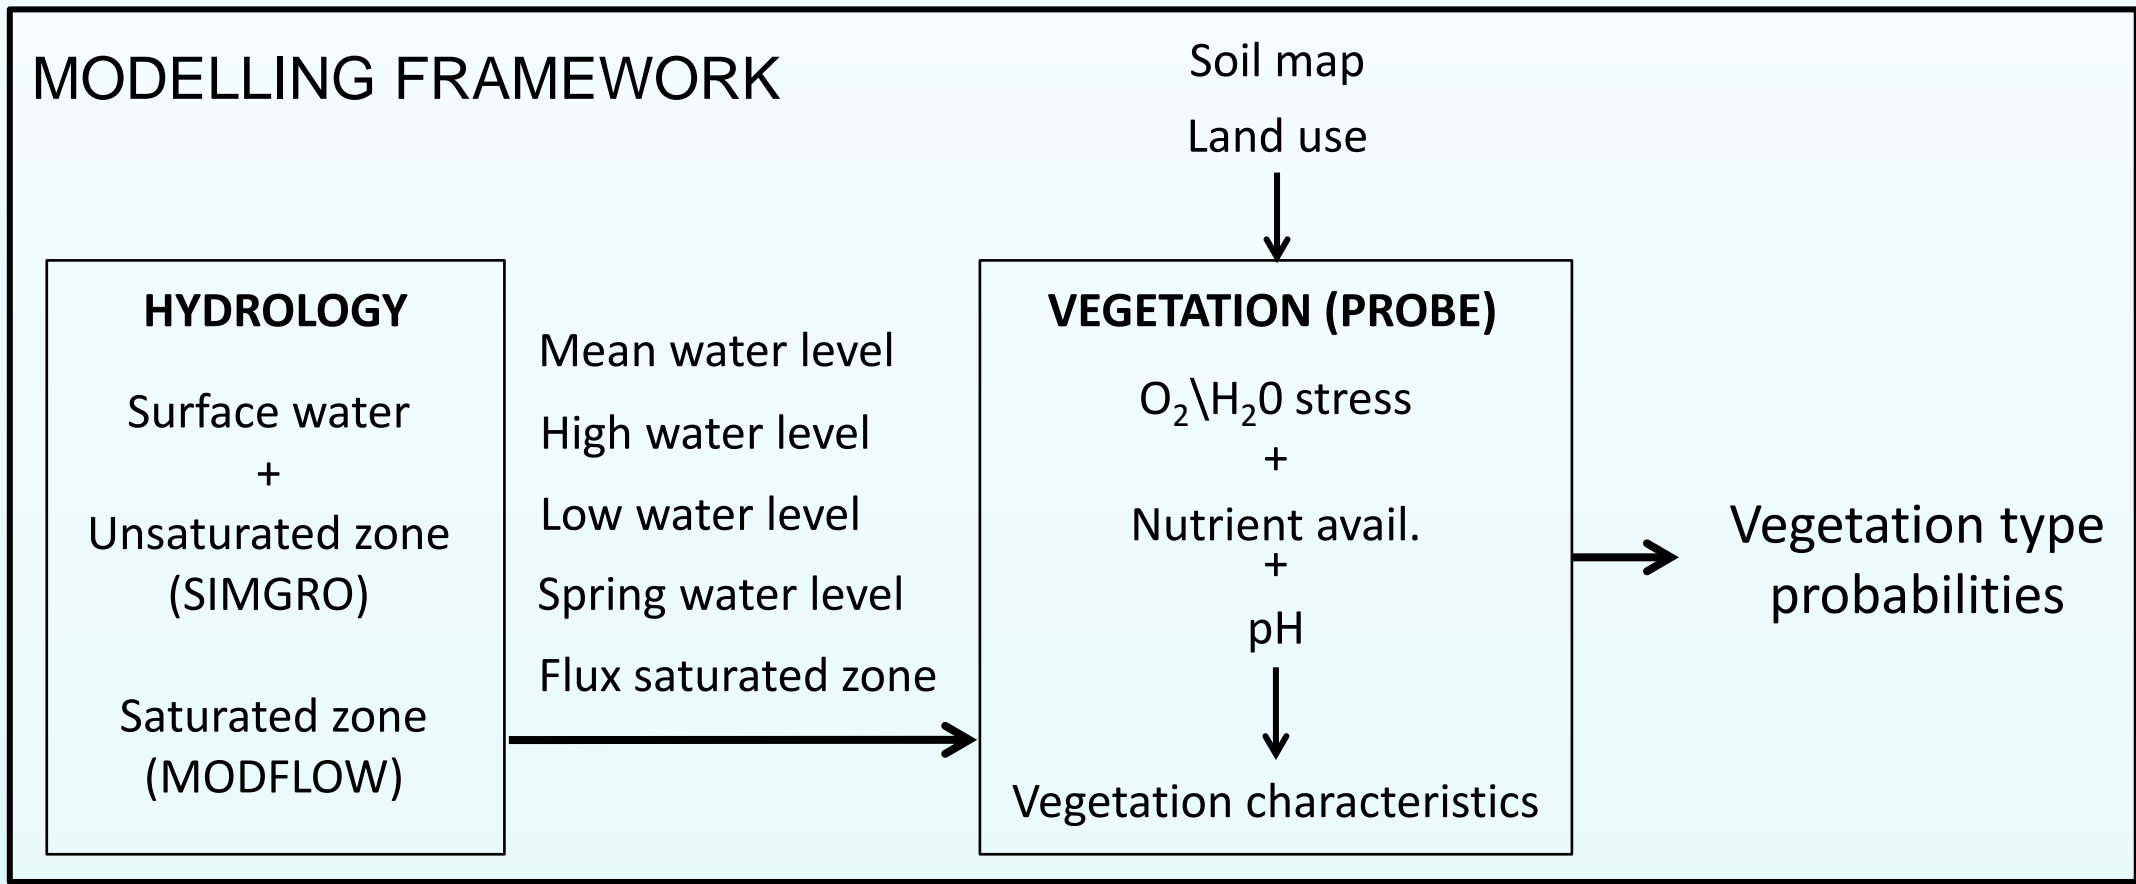 MODELLING FRAMEWORK
Soil map
Land use
HYDROLOGY
Surface water
+
Unsaturated zone
(SIMGRO)
Saturated zone
(MODFLOW)
Mean water level
High water level
Low water level
Spring water level
Flux saturated zone
VEGETATION (PROBE)
O₂\H₂0 stress
+
Nutrient avail.
+
pH
Vegetation characteristics
Vegetation type
probabilities